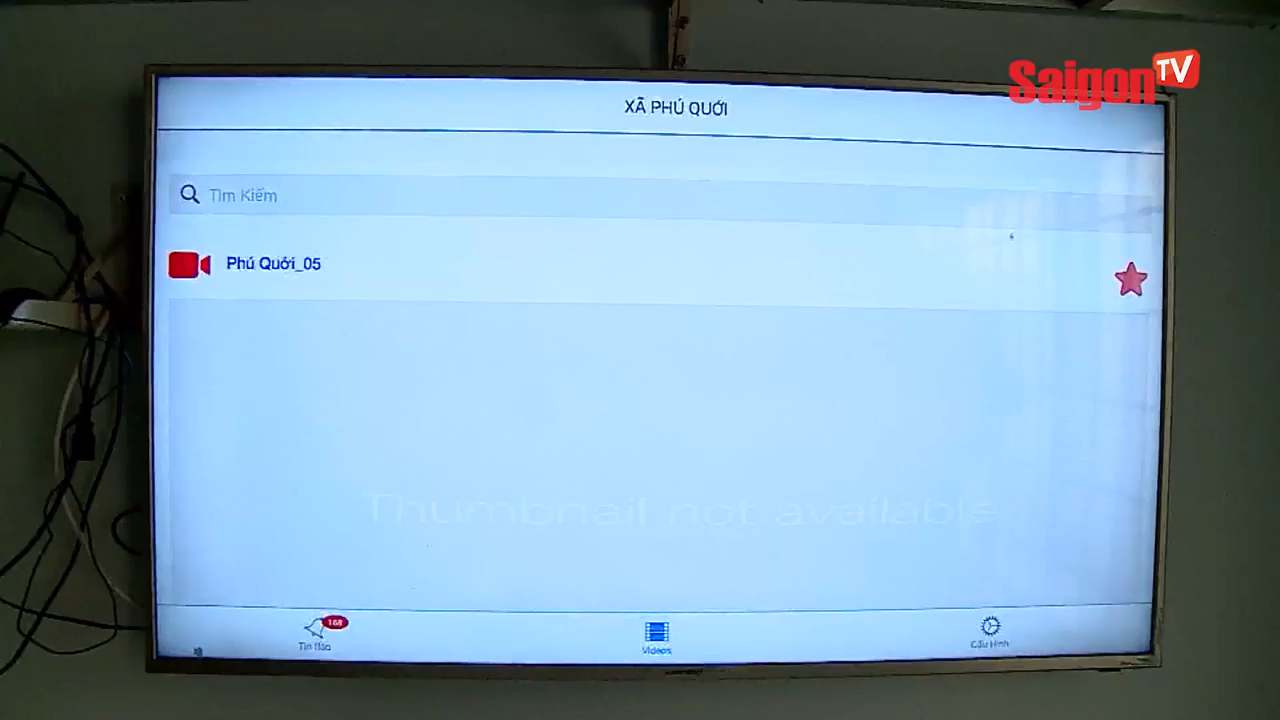 Saigon TV
XÃ PHÚ QUỚI
Tìm Kiếm
Phú Quới_05
Thumbnail not available
168
Tin Báo
Videos
Cấu Hình